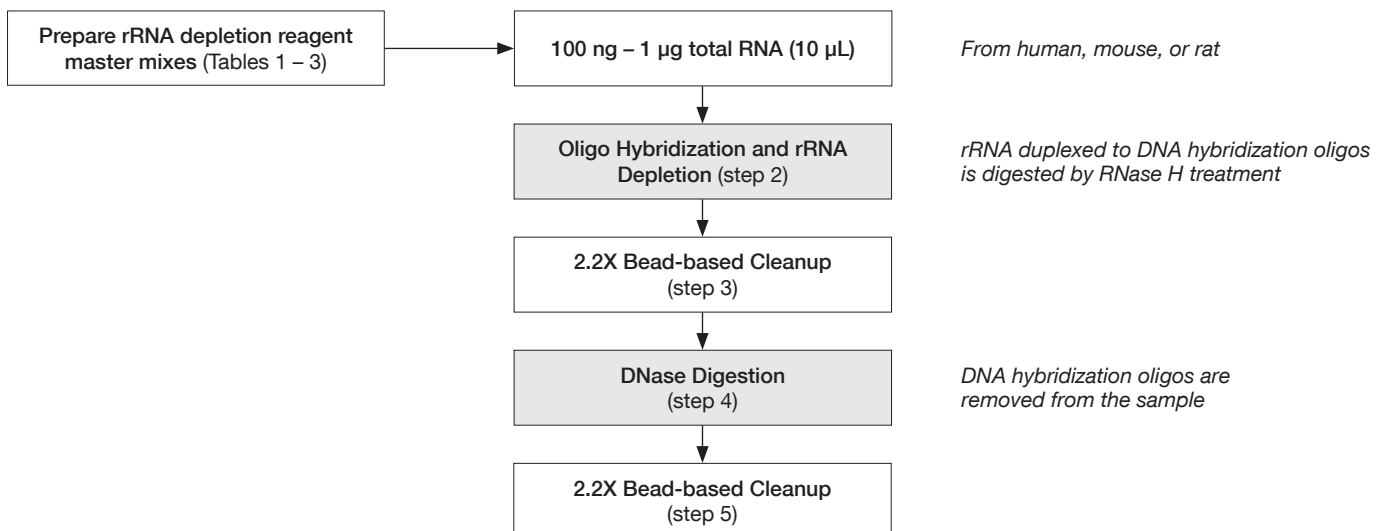 Prepare rRNA depletion reagent
master mixes (Tables 1 – 3)
100 ng – 1 µg total RNA (10 µL)
From human, mouse, or rat
Oligo Hybridization and rRNA
Depletion (step 2)
rRNA duplexed to DNA hybridization oligos
is digested by RNase H treatment
2.2X Bead-based Cleanup
(step 3)
DNase Digestion
(step 4)
DNA hybridization oligos are
removed from the sample
2.2X Bead-based Cleanup
(step 5)